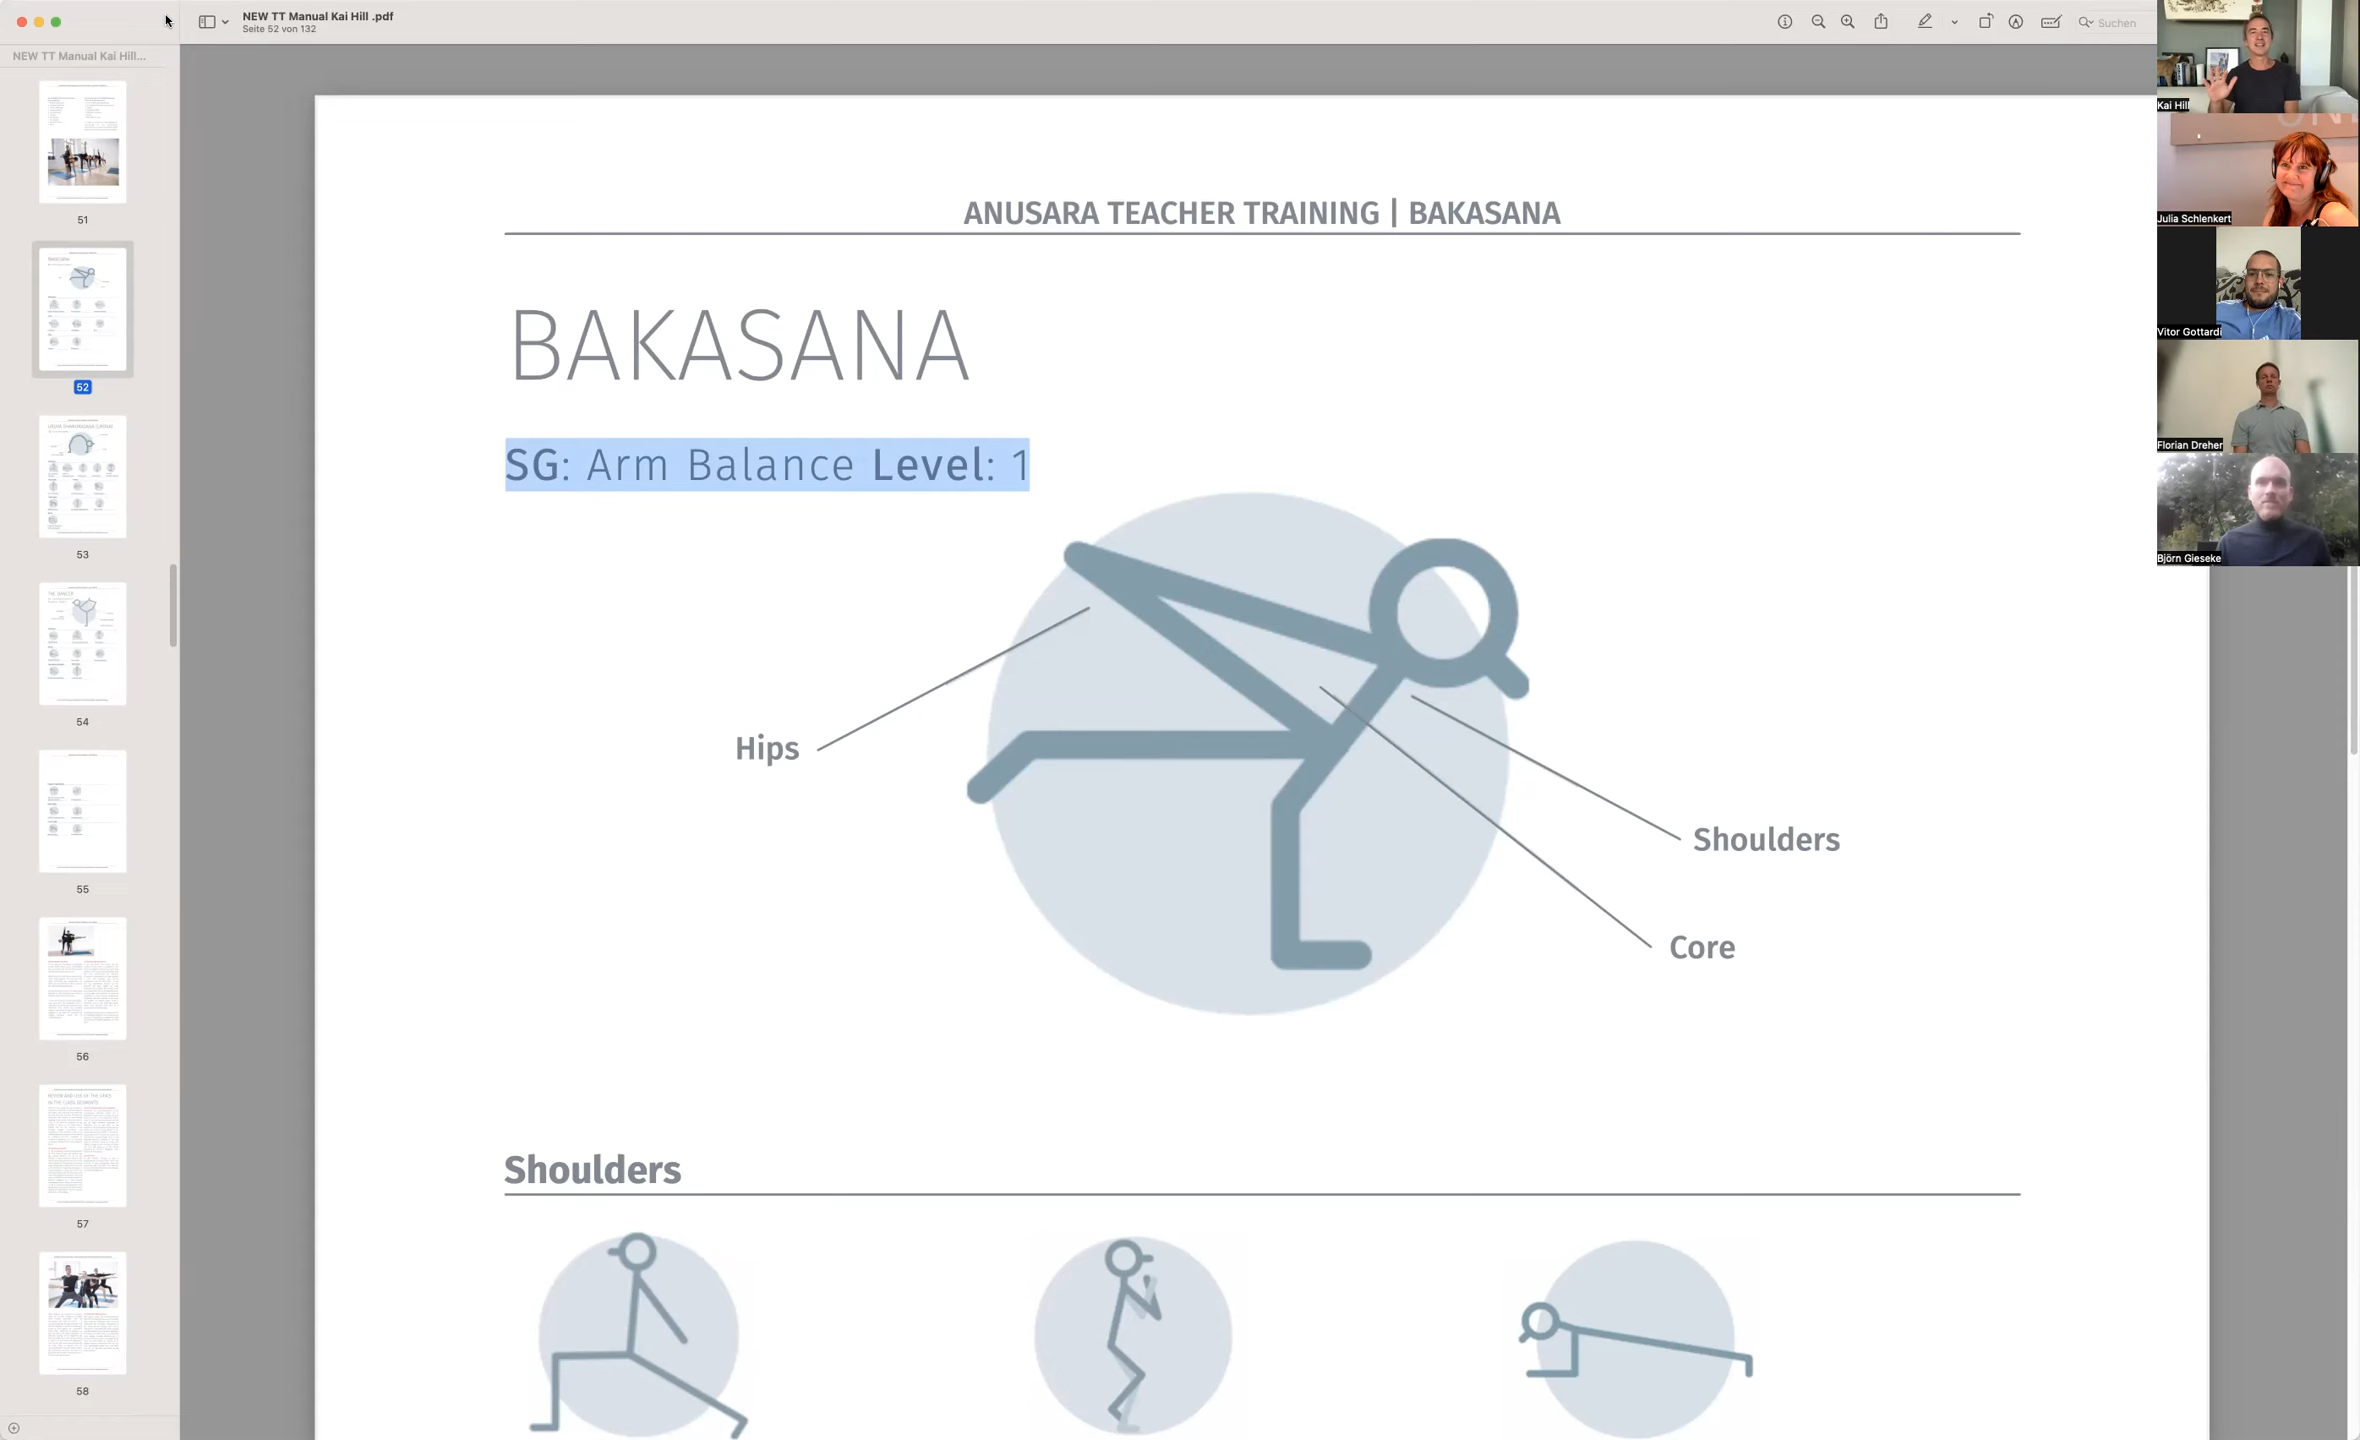 NEW TT Manual Kai Hill .pdf
Seite 52 von 132
Suchen
NEW TT Manual Kai Hill...
51
52
53
54
55
56
57
58
ANUSARA TEACHER TRAINING | BAKASANA
BAKASANA
SG: Arm Balance Level: 1
Hips
Shoulders
Core
Shoulders
Kai Hill
Julia Schlenkert
Vitor Gottardi
Florian Dreher
Björn Gieseke